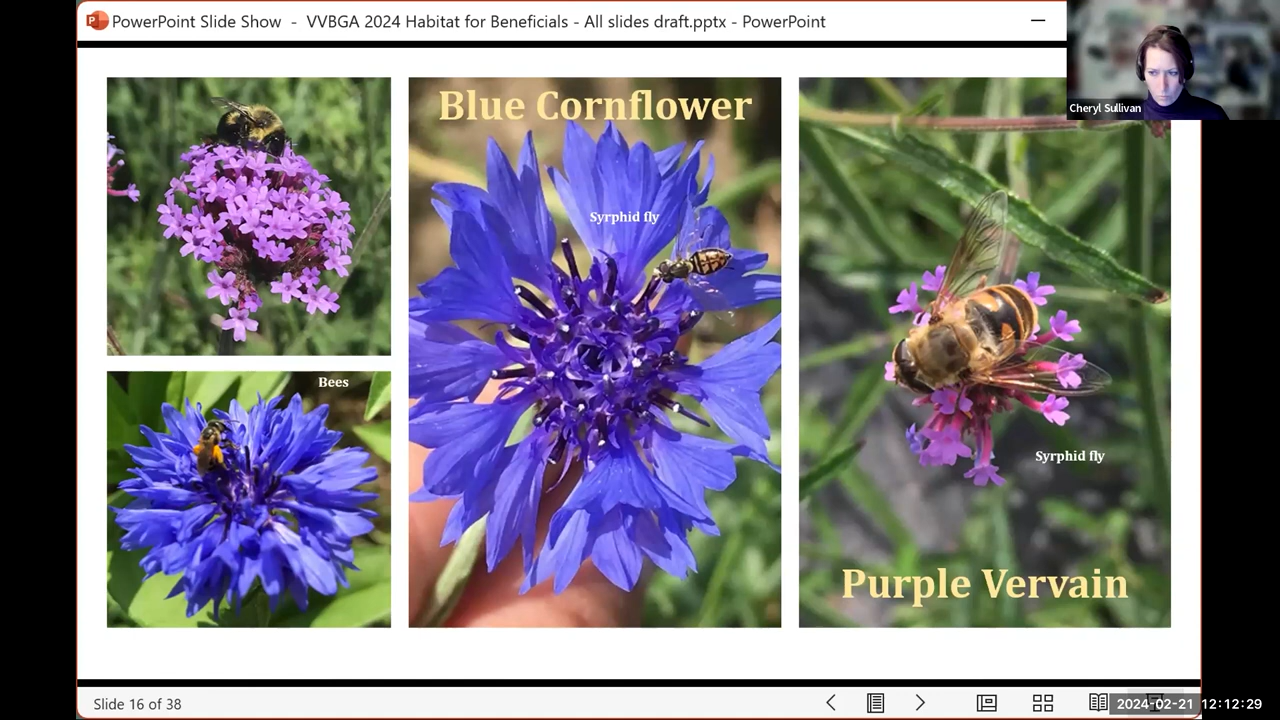 PowerPoint Slide Show - VVBGA 2024 Habitat for Beneficials - All slides draft.pptx - PowerPoint
Cheryl Sullivan
Blue Cornflower
Syrphid fly
Bees
Syrphid fly
Purple Vervain
Slide 16 of 38
2024-02-21 12:12:29